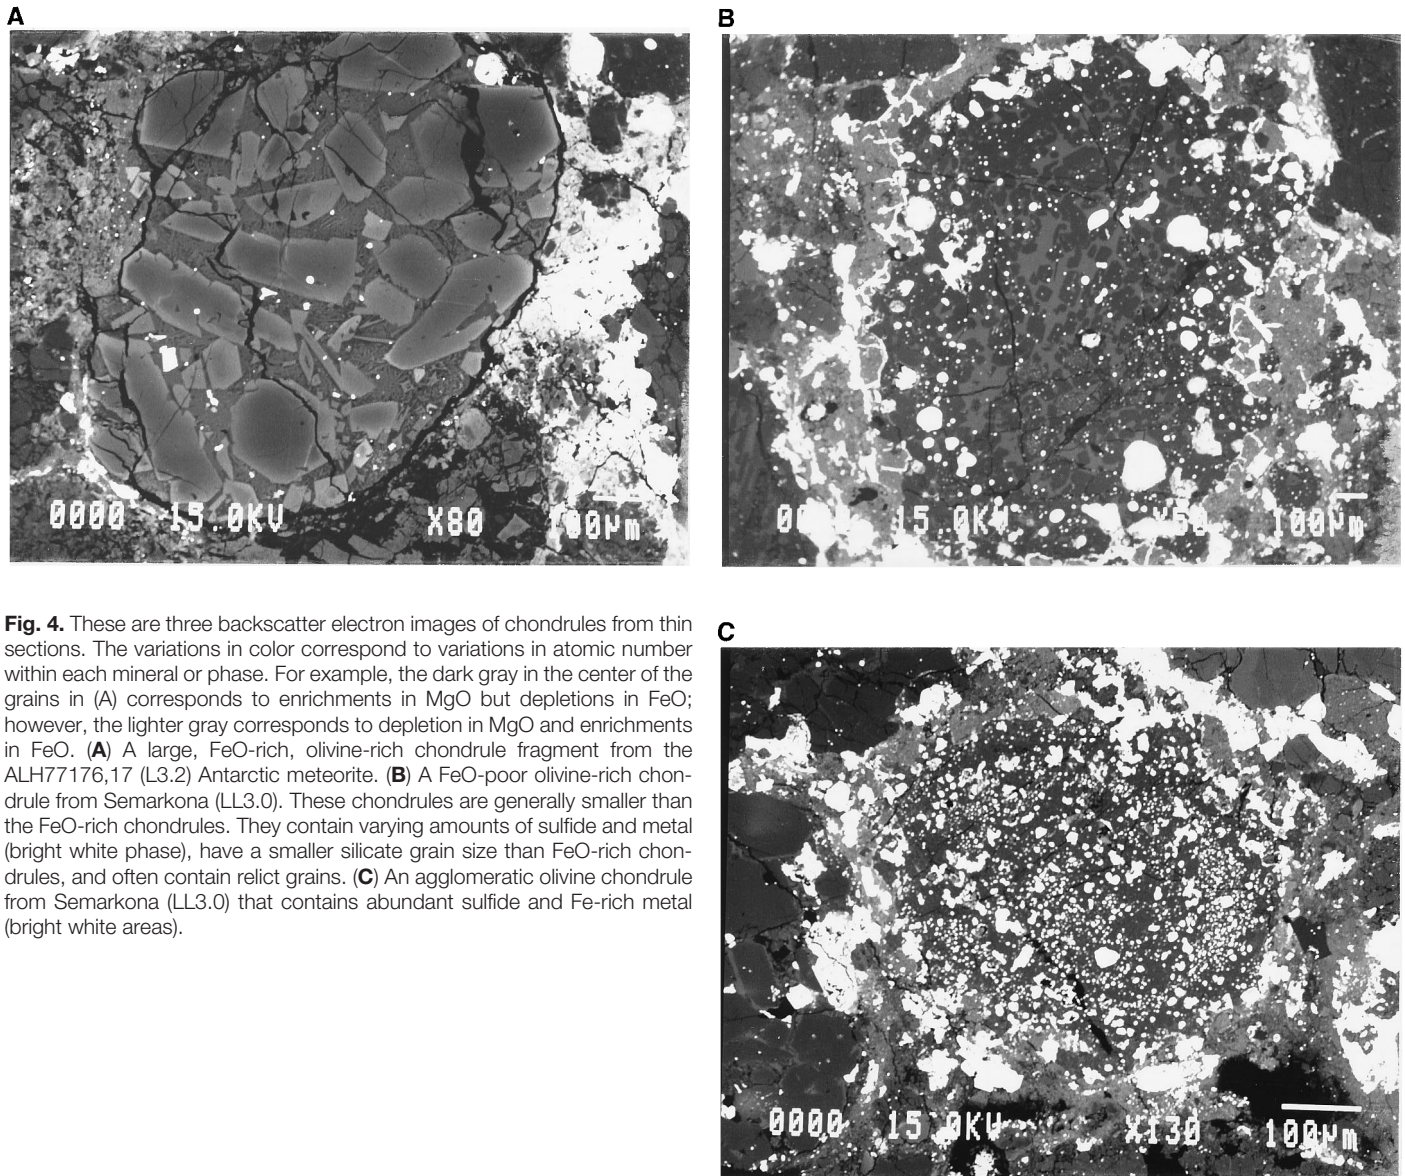 A
0000 15.0KV X80 100μm
B
15.0KV X50 100μm
Fig. 4. These are three backscatter electron images of chondrules from thin
sections. The variations in color correspond to variations in atomic number
within each mineral or phase. For example, the dark gray in the center of the
grains in (A) corresponds to enrichments in MgO but depletions in FeO;
however, the lighter gray corresponds to depletion in MgO and enrichments
in FeO. (A) A large, FeO-rich, olivine-rich chondrule fragment from the
ALH77176,17 (L3.2) Antarctic meteorite. (B) A FeO-poor olivine-rich chon-
drule from Semarkona (LL3.0). These chondrules are generally smaller than
the FeO-rich chondrules. They contain varying amounts of sulfide and metal
(bright white phase), have a smaller silicate grain size than FeO-rich chon-
drules, and often contain relict grains. (C) An agglomeratic olivine chondrule
from Semarkona (LL3.0) that contains abundant sulfide and Fe-rich metal
(bright white areas).
C
0000 15.0KV X130 100μm